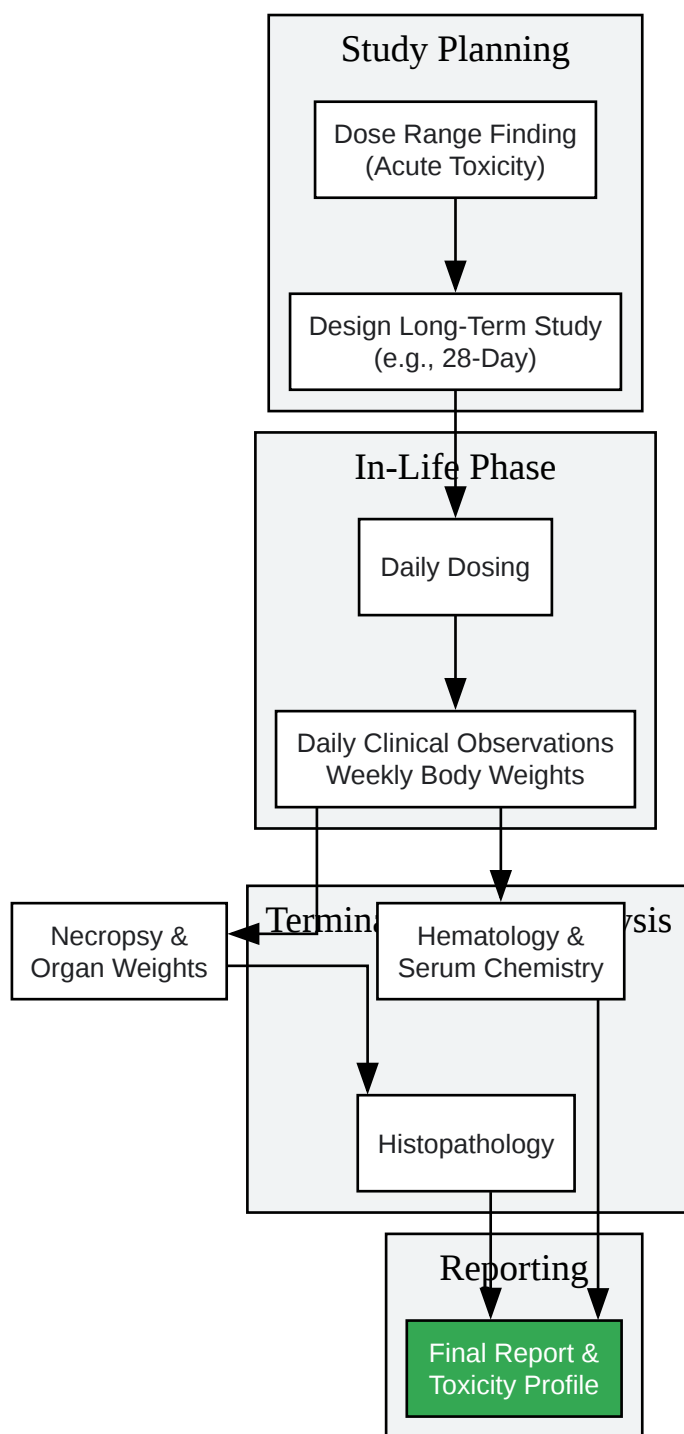 Study Planning
Dose Range Finding
(Acute Toxicity)
Design Long-Term Study
(e.g., 28-Day)
In-Life Phase
Daily Dosing
Daily Clinical Observations
Weekly Body Weights
Necropsy &
Organ Weights
Hematology &
Serum Chemistry
Histopathology
Reporting
Final Report &
Toxicity Profile